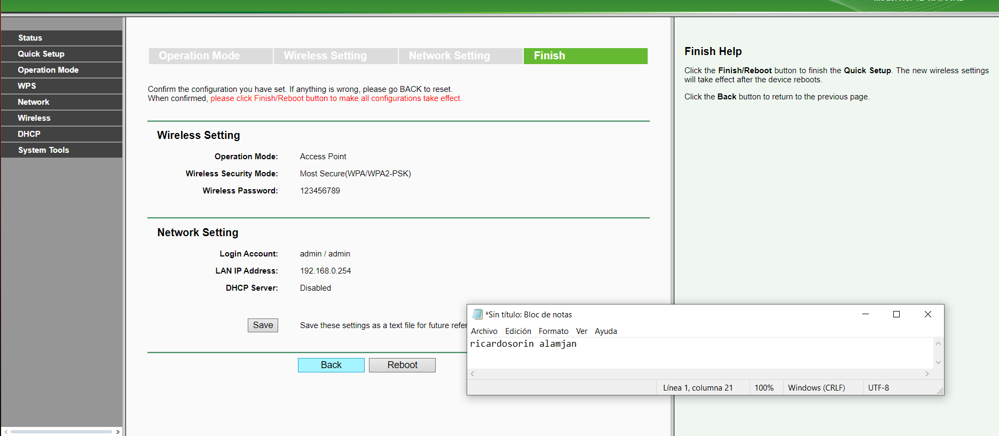 Status
Quick Setup
Operation Mode
WPS
Network
Wireless
DHCP
System Tools
Operation Mode
Wireless Setting
Network Setting
Finish
Confirm the configuration you have set. If anything is wrong, please go BACK to reset.
When confirmed, please click Finish/Reboot button to make all configurations take effect.
Wireless Setting
Operation Mode: Access Point
Wireless Security Mode: Most Secure(WPA/WPA2-PSK)
Wireless Password: 123456789
Network Setting
Login Account: admin / admin
LAN IP Address: 192.168.0.254
DHCP Server: Disabled
Save Save these settings as a text file for future refer
Back Reboot
Finish Help
Click the Finish/Reboot button to finish the Quick Setup. The new wireless settings
will take effect after the device reboots.
Click the Back button to return to the previous page.
*Sin título: Bloc de notas
Archivo Edición Formato Ver Ayuda
ricardosorin alamjan
Línea 1, columna 21 100% Windows (CRLF) UTF-8